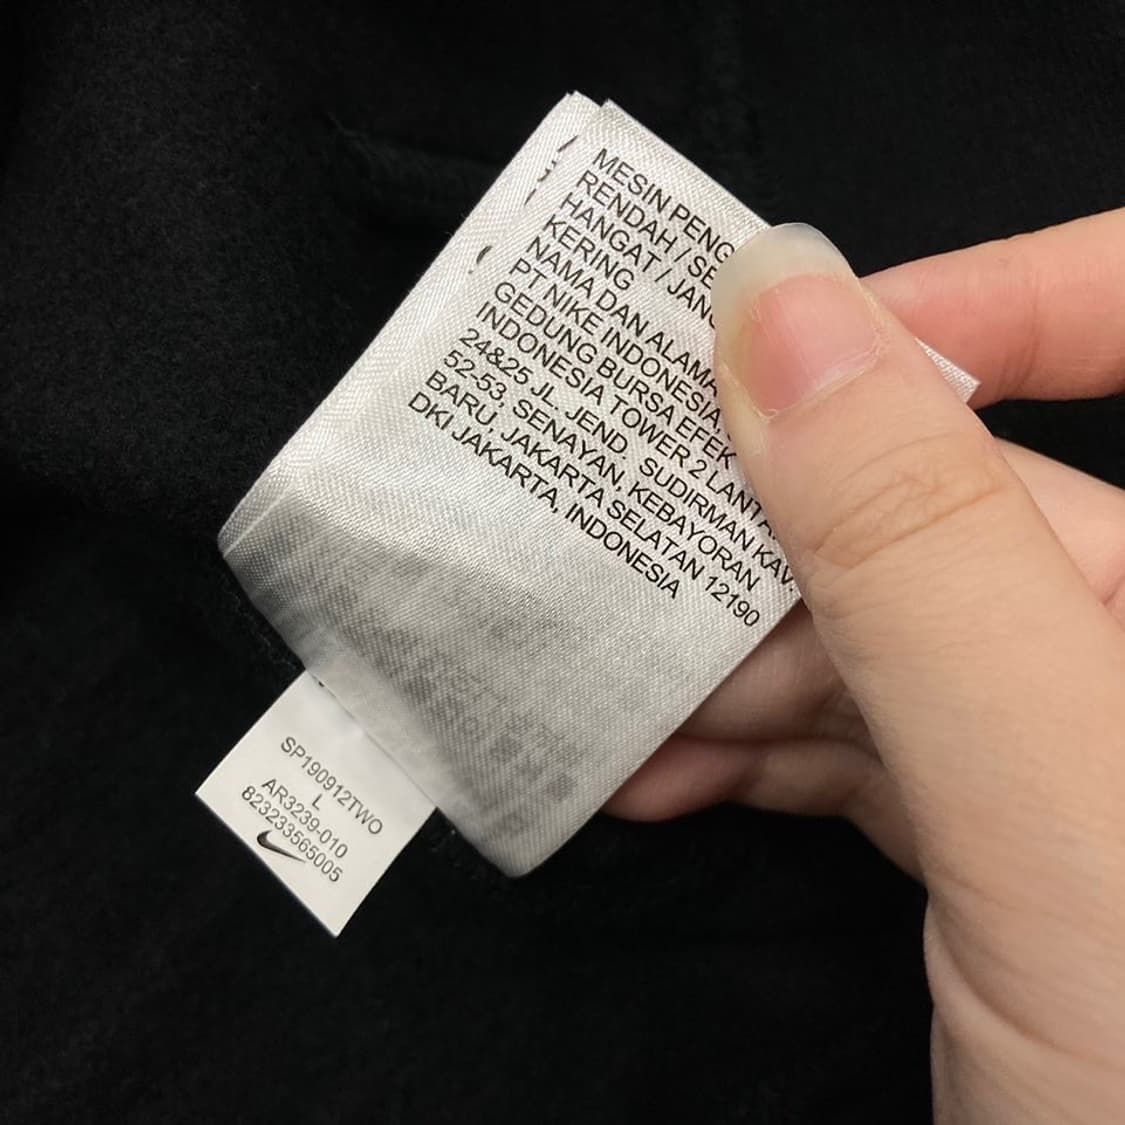 MESIN PENG
RENDAH / SE
HANGAT / JANG
KERING
NAMA DAN ALAMA
PT NIKE INDONESIA
GEDUNG BURSA EFEK
INDONESIA TOWER 2 LANTA
24&25 JL. JEND. SUDIRMAN KAV.
52-53, SENAYAN, KEBAYORAN
BARU, JAKARTA SELATAN 12190
DKI JAKARTA, INDONESIA
SP190912TWO
L
AR3239-010
823233565005